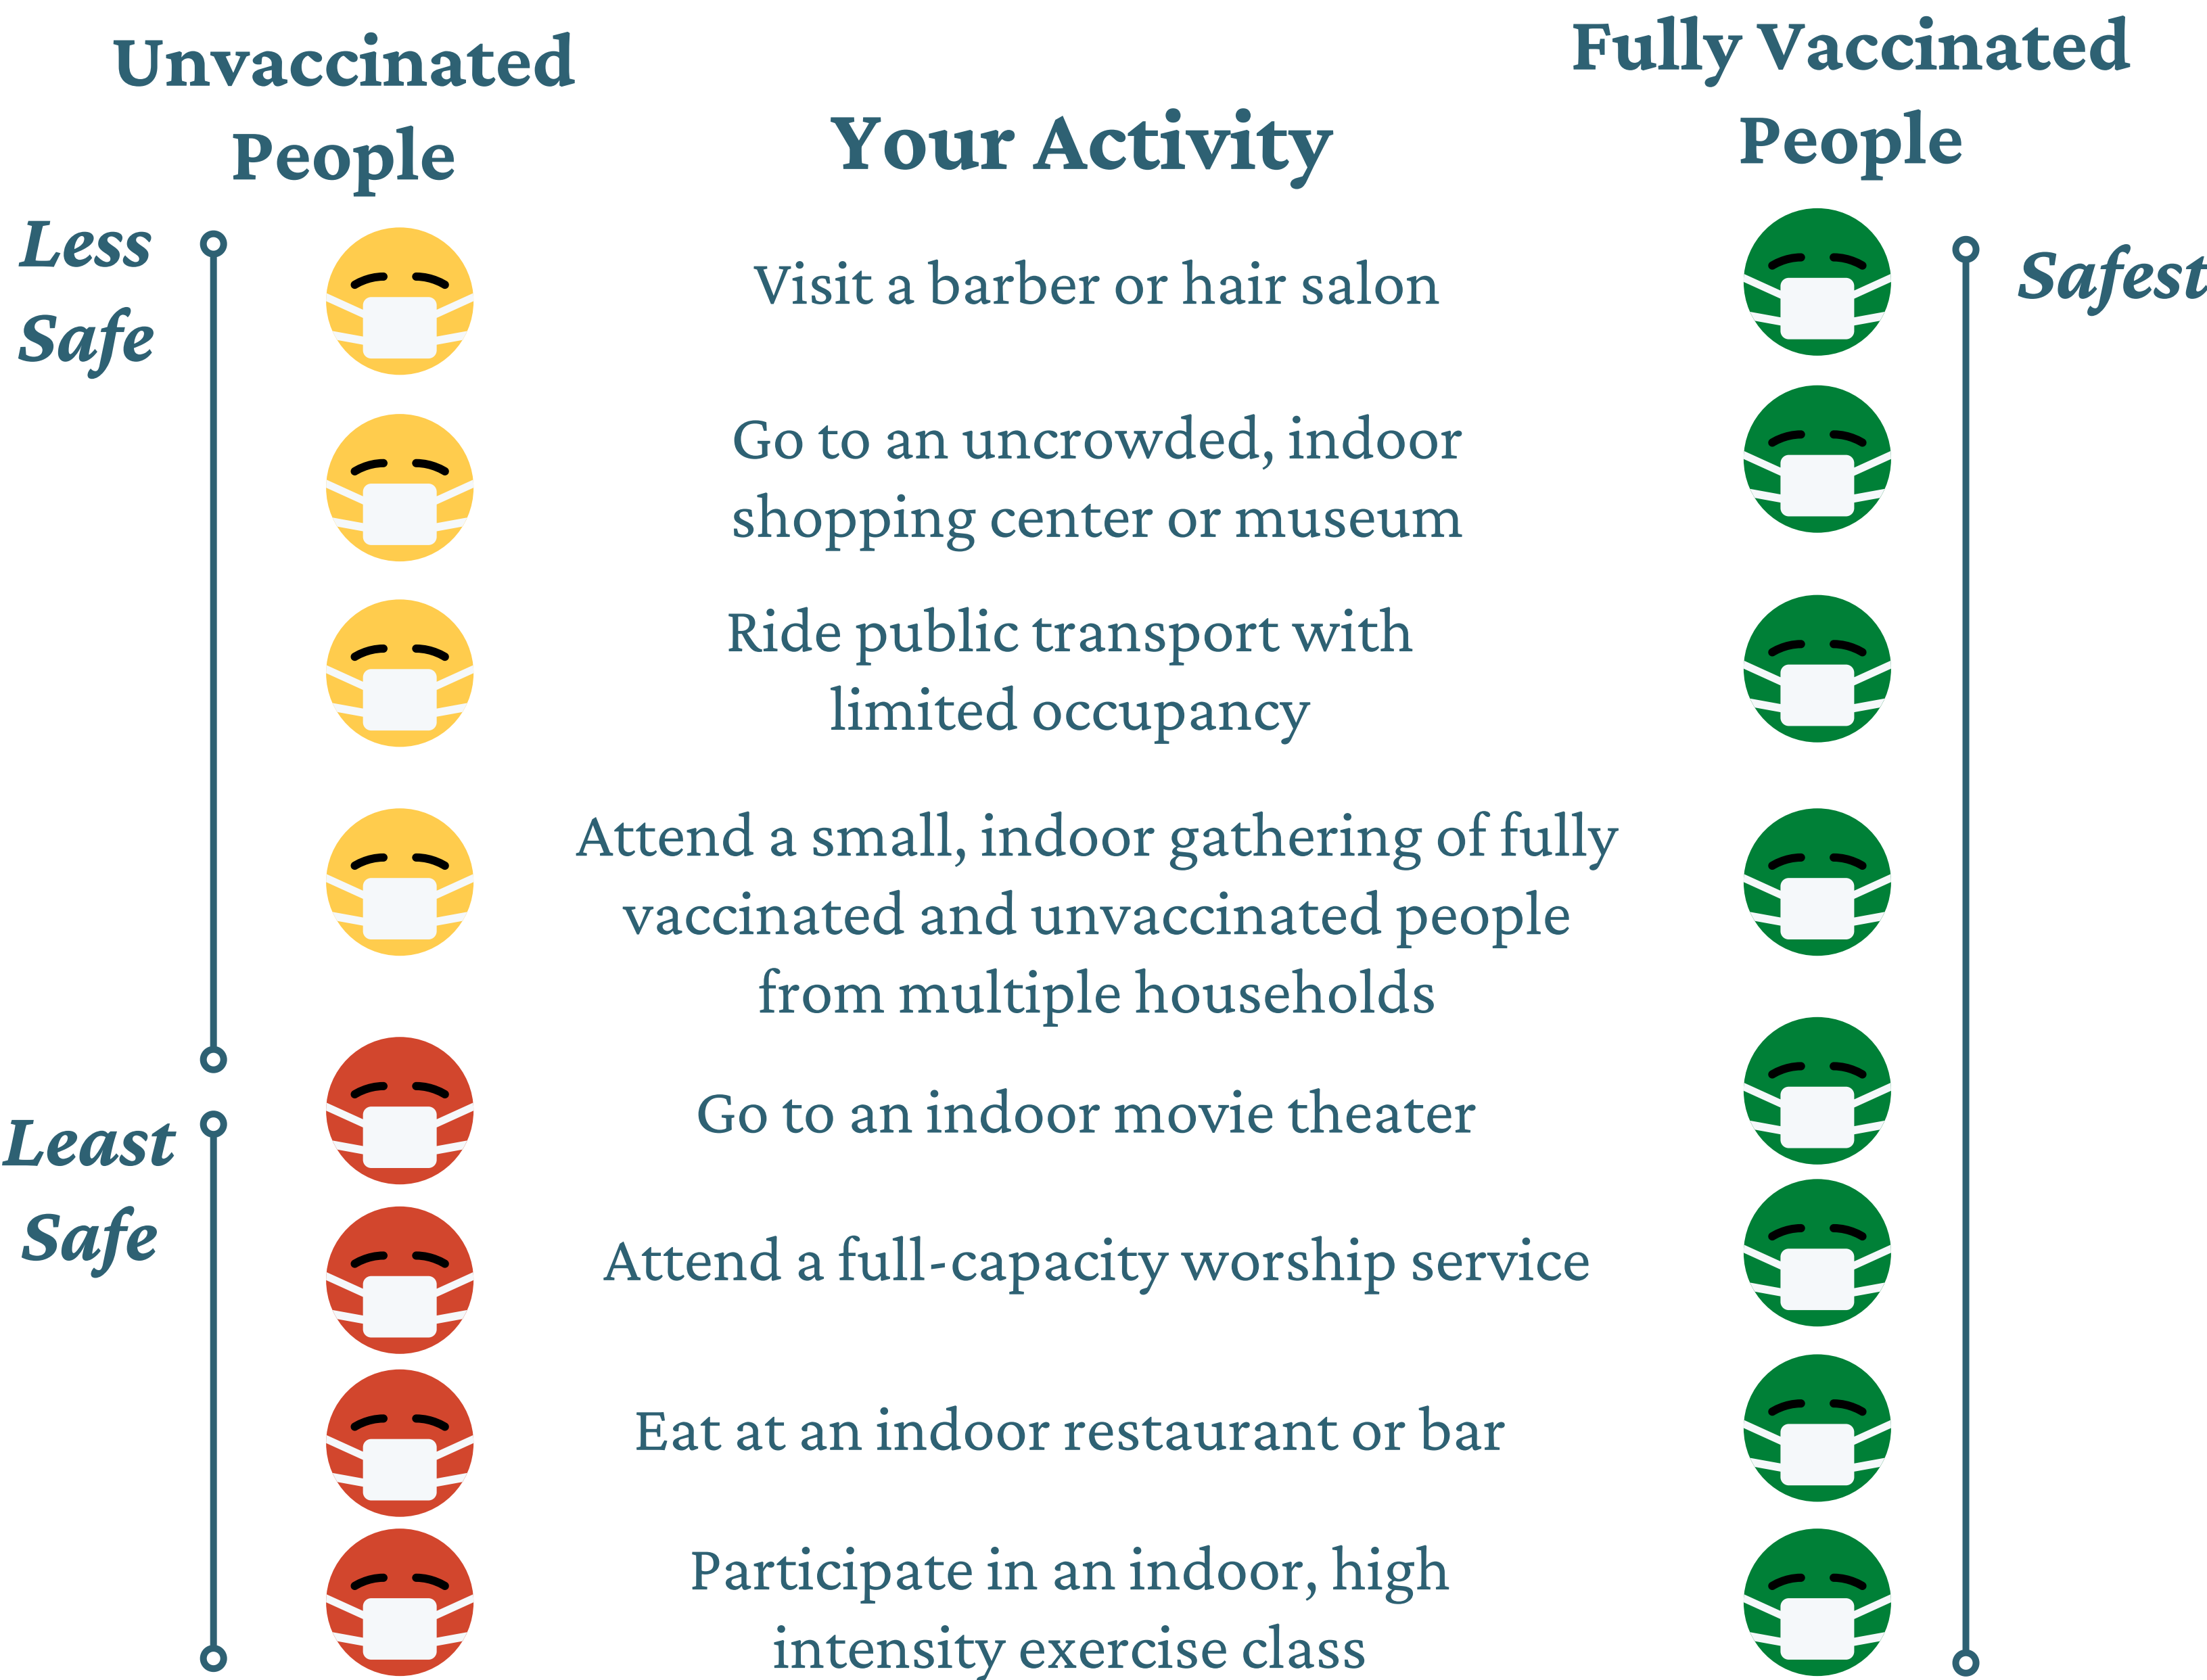 Unvaccinated
People
Your Activity
Fully Vaccinated
People
Less
Safe
Safest
Visit a barber or hair salon
Go to an uncrowded, indoor
shopping center or museum
Ride public transport with
limited occupancy
Attend a small, indoor gathering of fully
vaccinated and unvaccinated people
from multiple households
Least
Safe
Go to an indoor movie theater
Attend a full-capacity worship service
Eat at an indoor restaurant or bar
Participate in an indoor, high
intensity exercise class